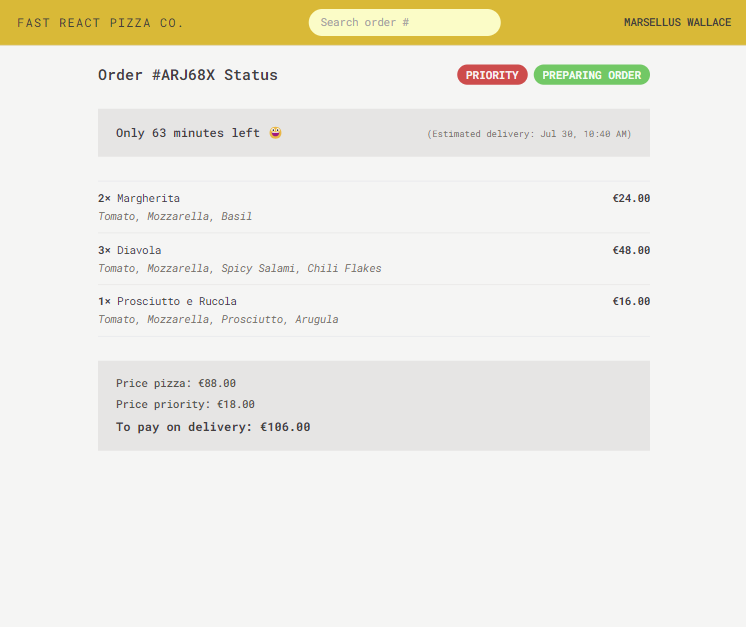 FAST REACT PIZZA CO.
Search order #
MARSELLUS WALLACE
Order #ARJ68X Status
PRIORITY
PREPARING ORDER
Only 63 minutes left 😀
(Estimated delivery: Jul 30, 10:40 AM)
2× Margherita
€24.00
Tomato, Mozzarella, Basil
3× Diavola
€48.00
Tomato, Mozzarella, Spicy Salami, Chili Flakes
1× Prosciutto e Rucola
€16.00
Tomato, Mozzarella, Prosciutto, Arugula
Price pizza: €88.00
Price priority: €18.00
To pay on delivery: €106.00